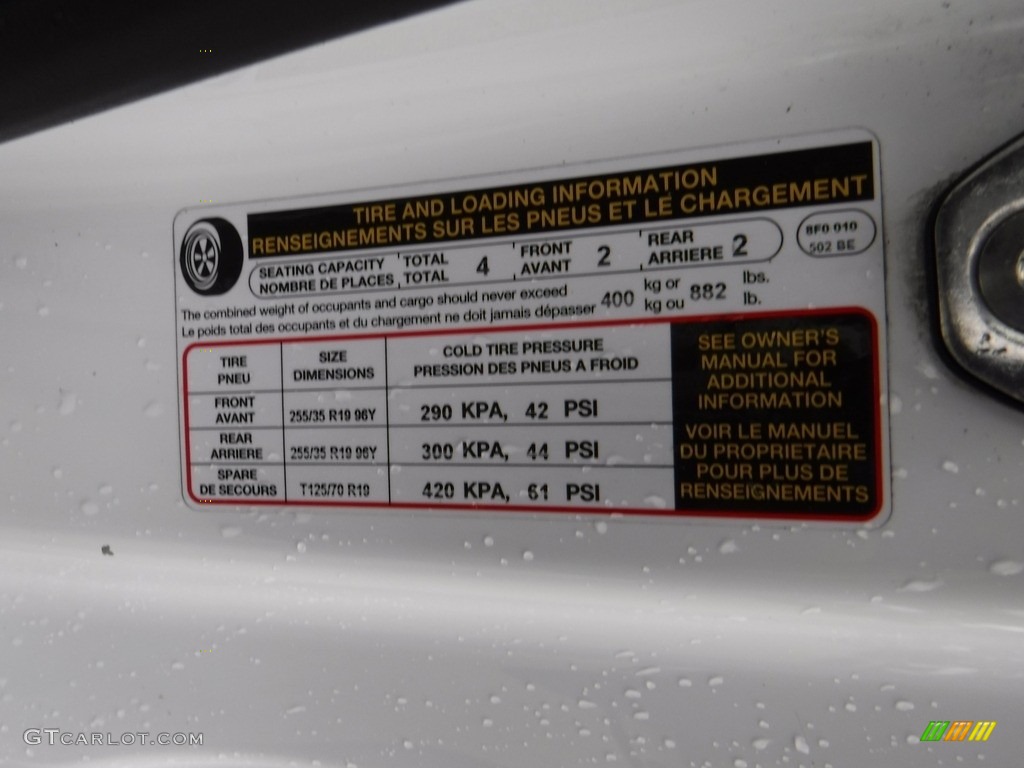 TIRE AND LOADING INFORMATION
RENSEIGNEMENTS SUR LES PNEUS ET LE CHARGEMENT
SEATING CAPACITY TOTAL 4 FRONT 2 REAR 2
NOMBRE DE PLACES TOTAL AVANT ARRIERE
8F0 010
502 BE
The combined weight of occupants and cargo should never exceed 400 kg or 882 lbs.
Le poids total des occupants et du chargement ne doit jamais dépasser kg ou lb.
TIRE SIZE COLD TIRE PRESSURE
PNEU DIMENSIONS PRESSION DES PNEUS A FROID
FRONT
AVANT 255/35 R19 96Y 290 KPA, 42 PSI
REAR
ARRIERE 255/35 R19 96Y 300 KPA, 44 PSI
SPARE
DE SECOURS T125/70 R19 420 KPA, 61 PSI
SEE OWNER'S
MANUAL FOR
ADDITIONAL
INFORMATION
VOIR LE MANUEL
DU PROPRIETAIRE
POUR PLUS DE
RENSEIGNEMENTS
GTCARLOT.COM